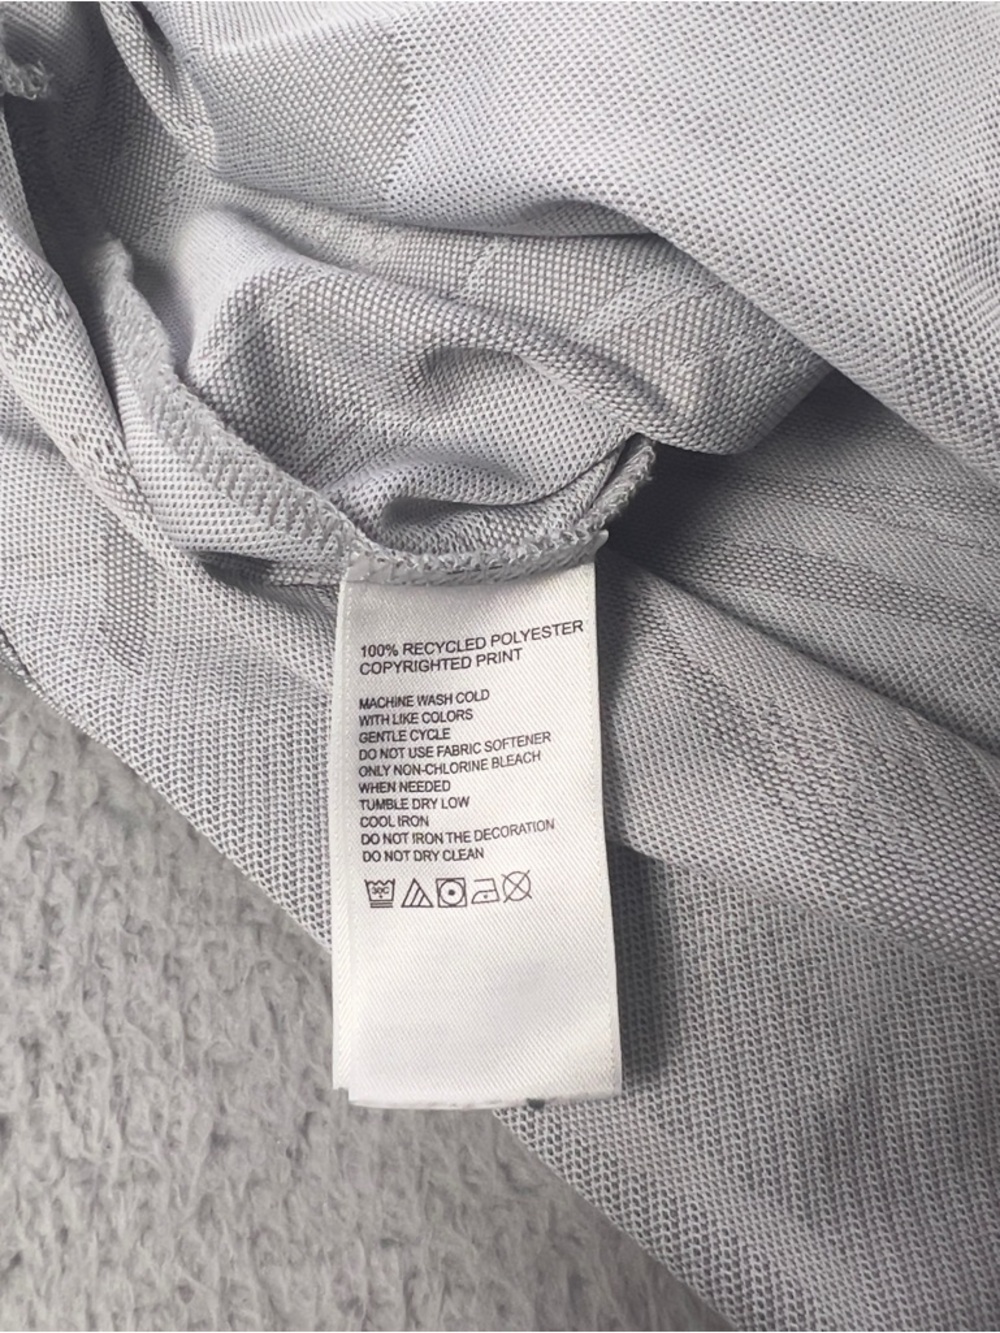 100% RECYCLED POLYESTER
COPYRIGHTED PRINT
MACHINE WASH COLD
WITH LIKE COLORS
GENTLE CYCLE
DO NOT USE FABRIC SOFTENER
ONLY NON-CHLORINE BLEACH
WHEN NEEDED
TUMBLE DRY LOW
COOL IRON
DO NOT IRON THE DECORATION
DO NOT DRY CLEAN
30C